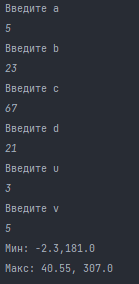 Введите a
5
Введите b
23
Введите c
67
Введите d
21
Введите u
3
Введите v
5
Мин: -2.3,181.0
Макс: 40.55, 307.0